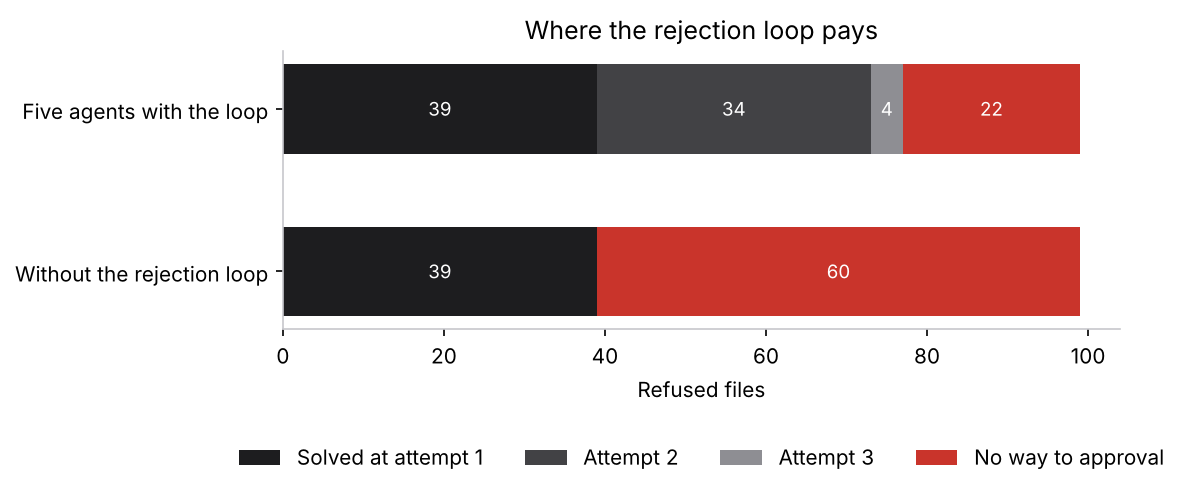 Where the rejection loop pays
Five agents with the loop
39 34 4 22
Without the rejection loop
39 60
0 20 40 60 80 100
Refused files
Solved at attempt 1 Attempt 2 Attempt 3 No way to approval